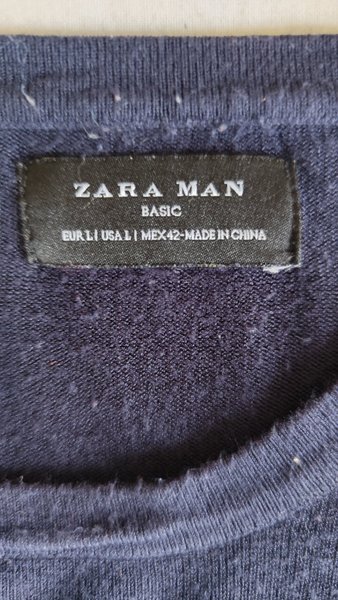 ZARA MAN
BASIC
EUR L | USA L | MEX 42-MADE IN CHINA